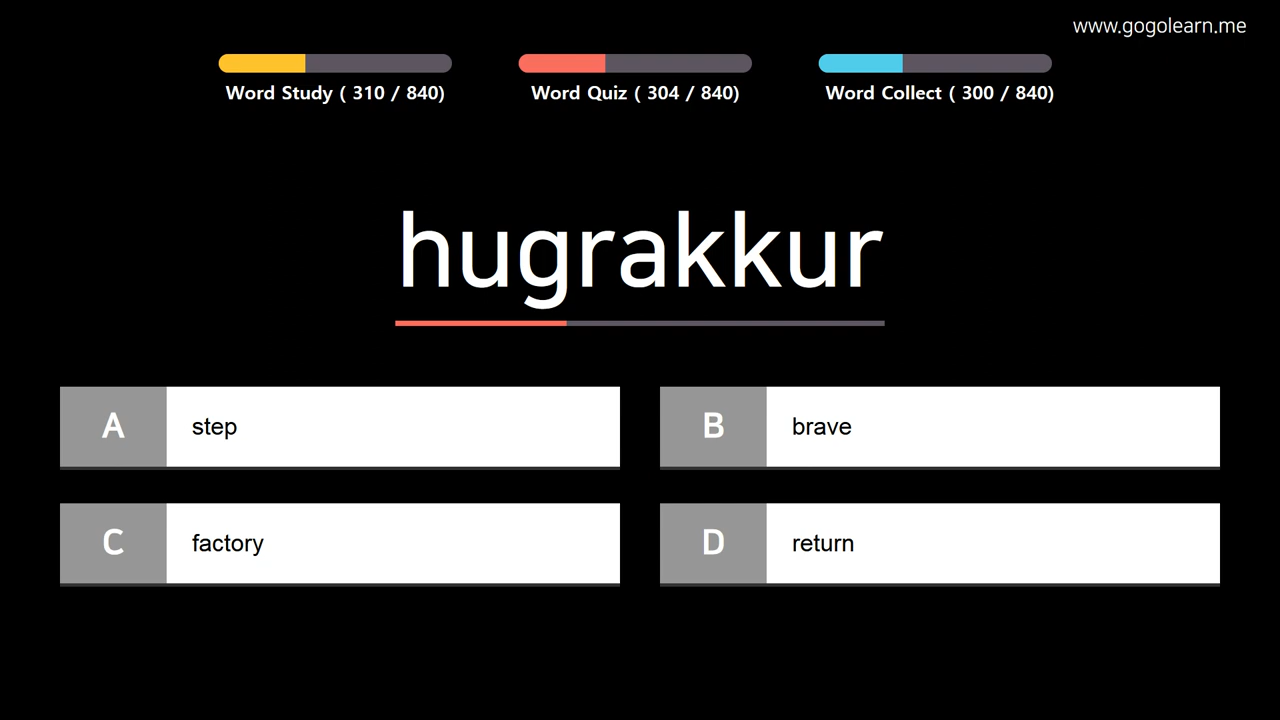 www.gogolearn.me
Word Study ( 310 / 840)
Word Quiz ( 304 / 840)
Word Collect ( 300 / 840)
hugrakkur
A step
B brave
C factory
D return